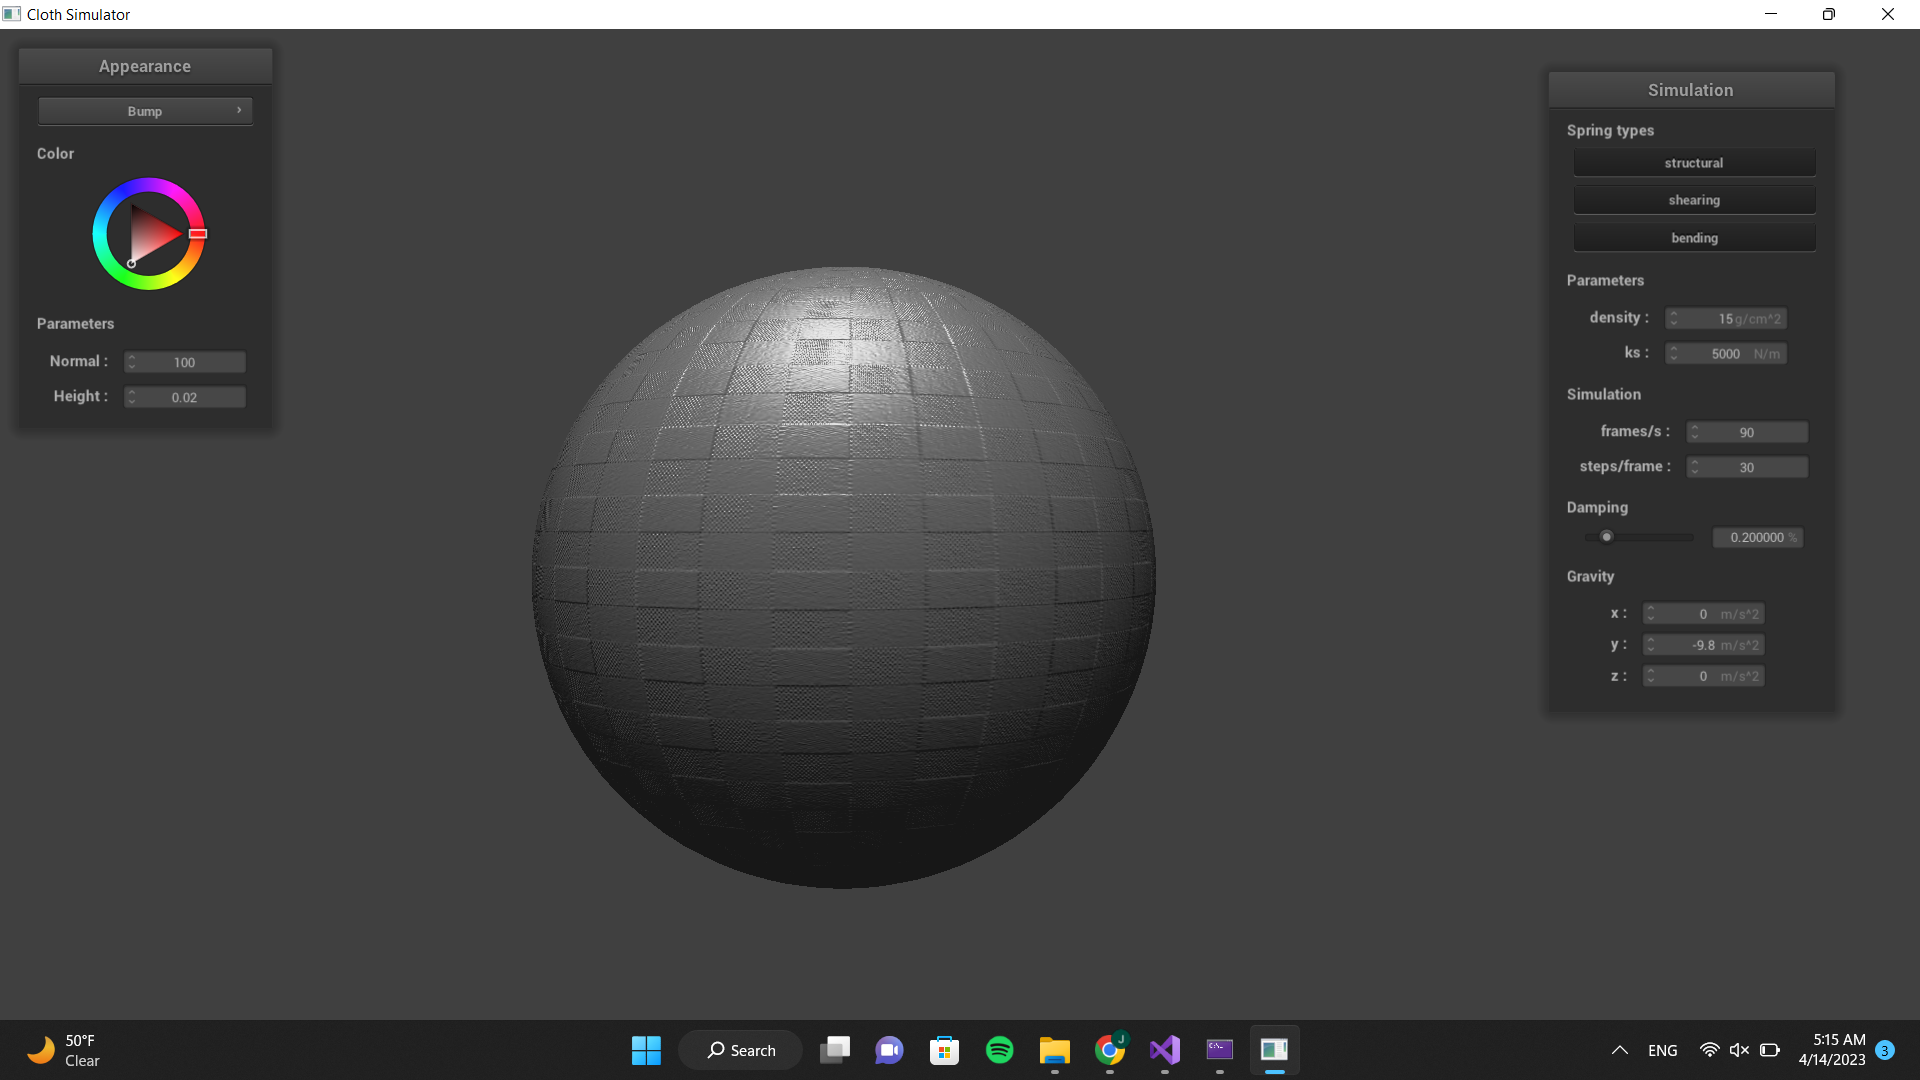 Cloth Simulator
Appearance
Bump
Color
Parameters
Normal : 100
Height : 0.02
Simulation
Spring types
structural
shearing
bending
Parameters
density : 15 g/cm^2
ks : 5000 N/m
Simulation
frames/s : 90
steps/frame : 30
Damping
0.200000 %
Gravity
x : 0 m/s^2
y : -9.8 m/s^2
z : 0 m/s^2
50°F
Clear
Search
J
C:\_
ENG
5:15 AM
4/14/2023
3